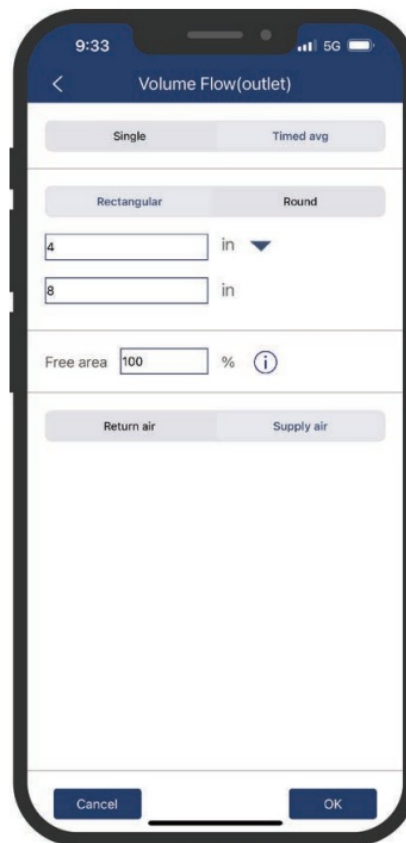 9:33 5G
Volume Flow(outlet)
Single Timed avg
Rectangular Round
4 in
8 in
Free area 100 % i
Return air Supply air
Cancel OK